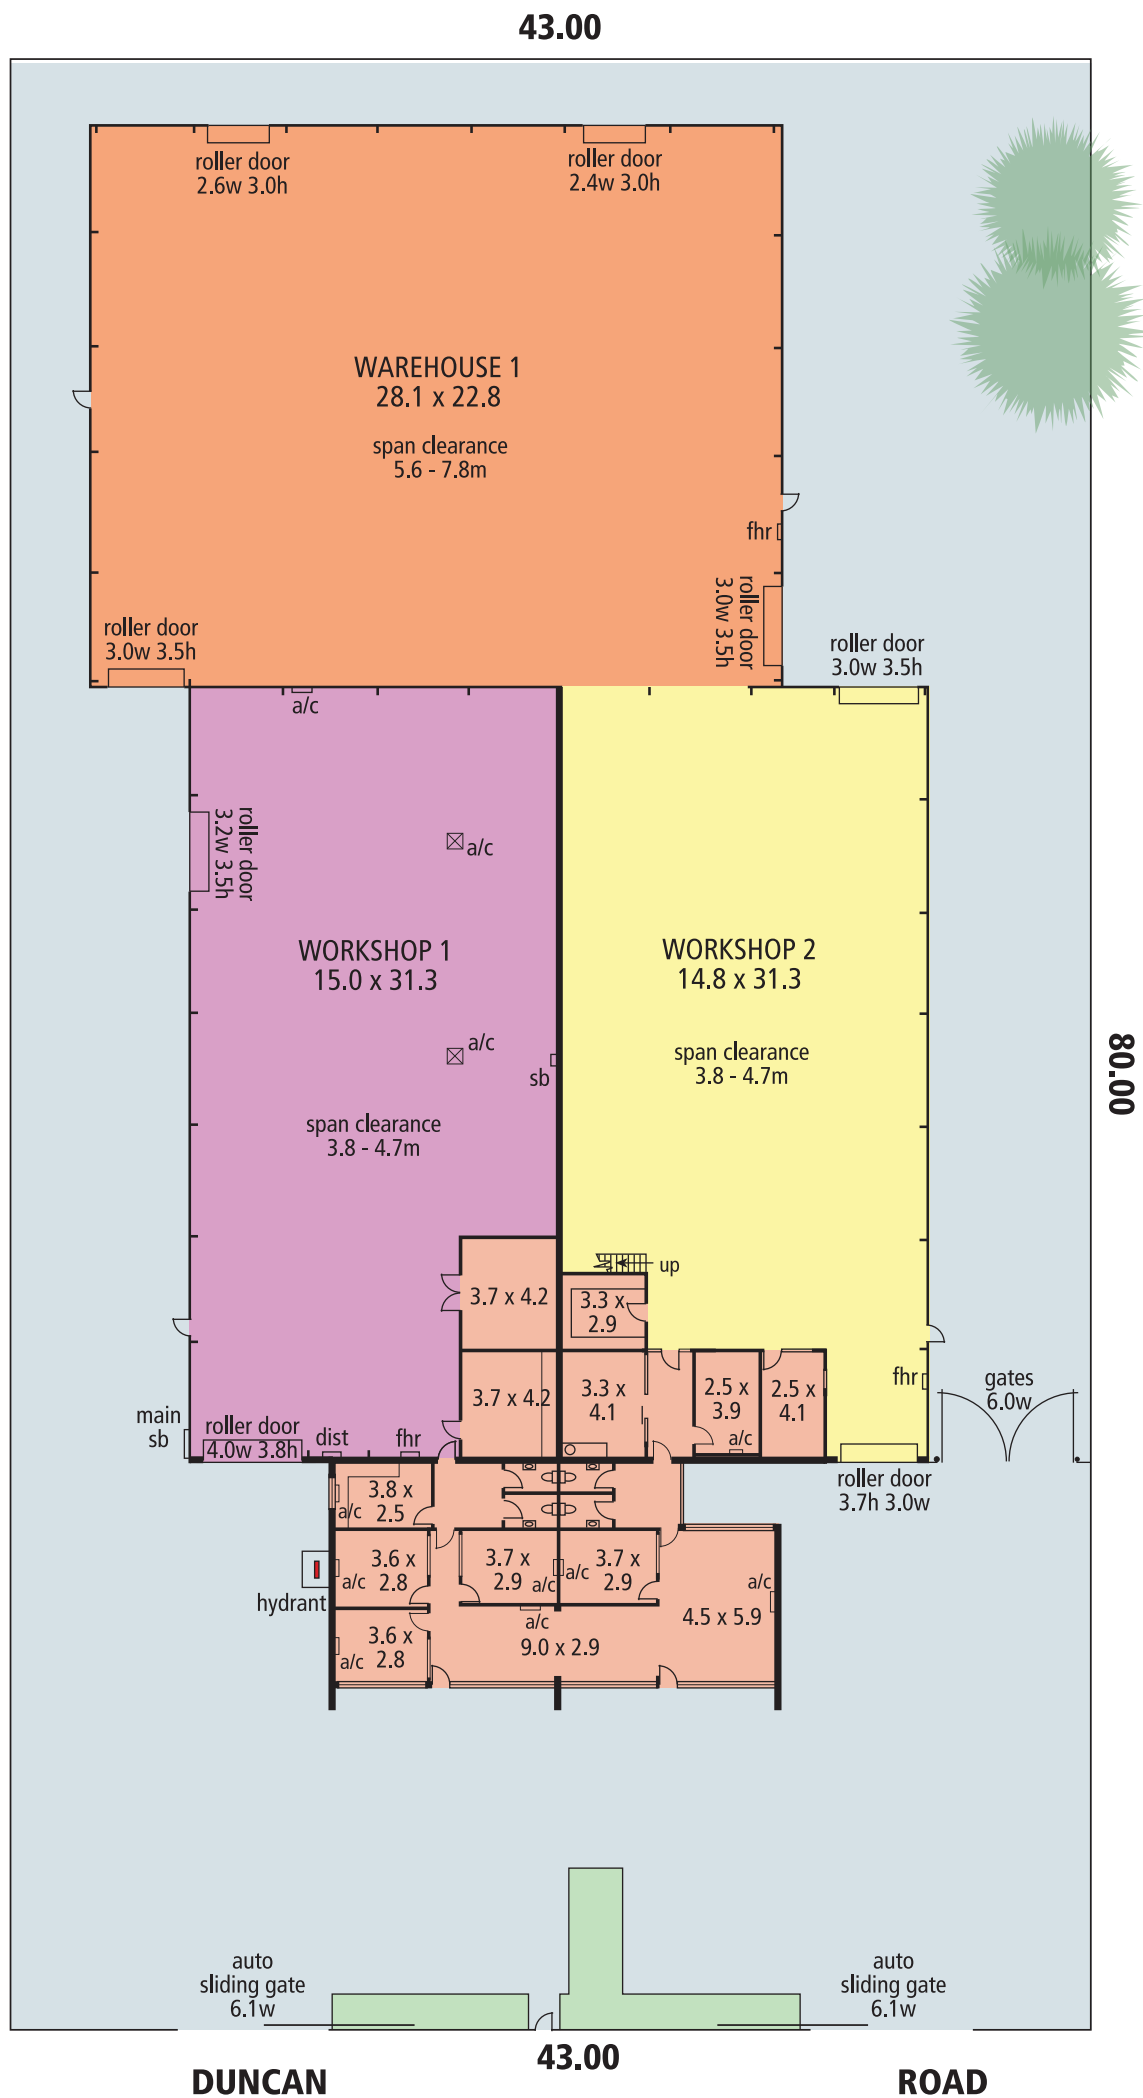 43.00
roller door
2.6w 3.0h
roller door
2.4w 3.0h
WAREHOUSE 1
28.1 x 22.8
span clearance
5.6 - 7.8m
fhr
roller door
3.0w 3.5h
roller door
3.0w 3.5h
roller door
3.0w 3.5h
a/c
roller door
3.2w 3.5h
a/c
WORKSHOP 1
15.0 x 31.3
WORKSHOP 2
14.8 x 31.3
a/c
sb
span clearance
3.8 - 4.7m
span clearance
3.8 - 4.7m
80.00
up
3.7 x 4.2
3.3 x
2.9
3.7 x 4.2
3.3 x
4.1
2.5 x
3.9
a/c
2.5 x
4.1
fhr
gates
6.0w
main
sb
roller door
4.0w 3.8h
dist
fhr
roller door
3.7h 3.0w
3.8 x
2.5
a/c
3.6 x
2.8
a/c
3.7 x
2.9
a/c
a/c
3.7 x
2.9
a/c
hydrant
4.5 x 5.9
a/c
9.0 x 2.9
3.6 x
2.8
a/c
auto
sliding gate
6.1w
auto
sliding gate
6.1w
43.00
DUNCAN ROAD